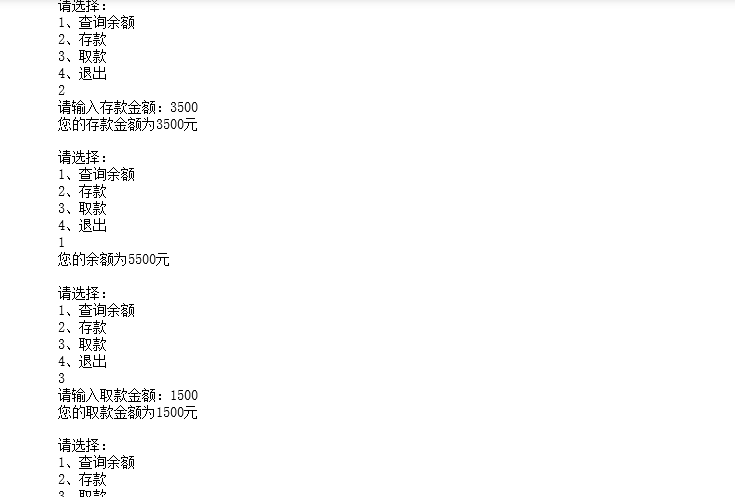 请选择：
1、查询余额
2、存款
3、取款
4、退出
2
请输入存款金额：3500
您的存款金额为3500元
请选择：
1、查询余额
2、存款
3、取款
4、退出
1
您的余额为5500元
请选择：
1、查询余额
2、存款
3、取款
4、退出
3
请输入取款金额：1500
您的取款金额为1500元
请选择：
1、查询余额
2、存款
3、取款